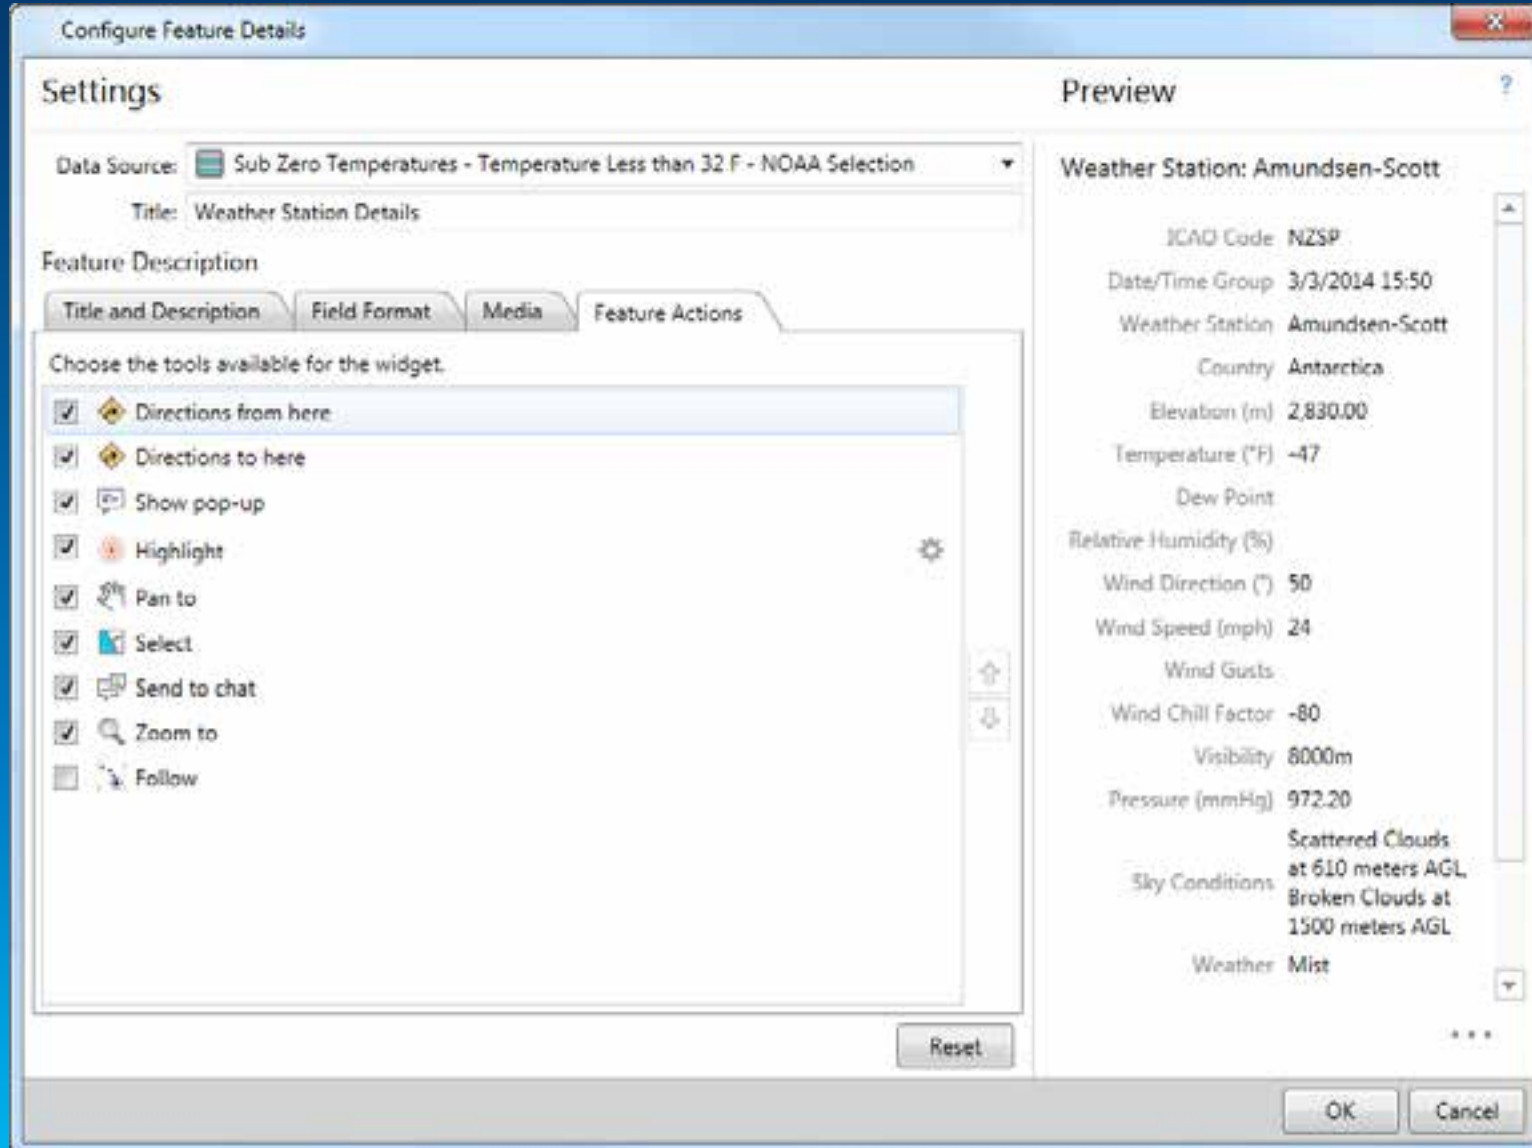 Configure Feature Details
Settings
Data Source: Sub Zero Temperatures - Temperature Less than 32 F - NOAA Selection
Title: Weather Station Details
Feature Description
Title and Description Field Format Media Feature Actions
Choose the tools available for the widget.
Directions from here
Directions to here
Show pop-up
Highlight
Pan to
Select
Send to chat
Zoom to
Follow
Reset
Preview ?
Weather Station: Amundsen-Scott
ICAO Code NZSP
Date/Time Group 3/3/2014 15:50
Weather Station Amundsen-Scott
Country Antarctica
Elevation (m) 2,830.00
Temperature (°F) -47
Dew Point
Relative Humidity (%)
Wind Direction (°) 50
Wind Speed (mph) 24
Wind Gusts
Wind Chill Factor -80
Visibility 8000m
Pressure (mmHg) 972.20
Sky Conditions Scattered Clouds
at 610 meters AGL,
Broken Clouds at
1500 meters AGL
Weather Mist
...
OK Cancel